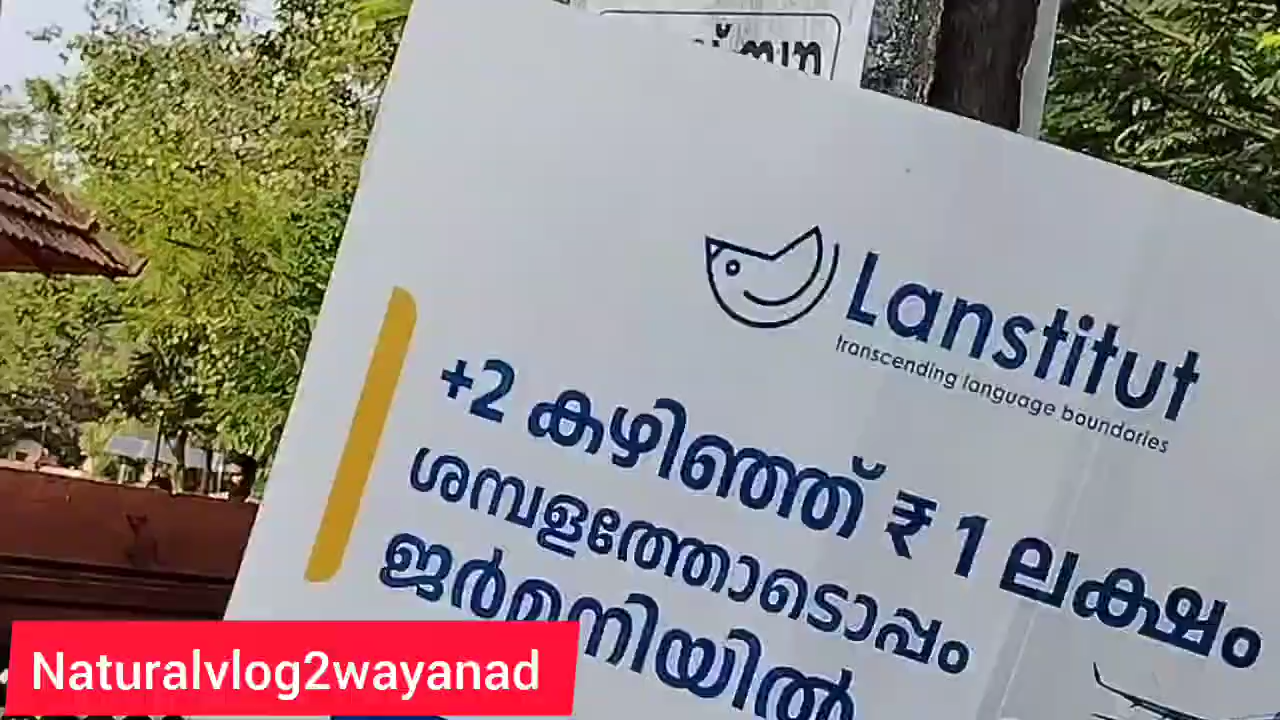 Lanstitut
transcending language boundaries
+2 കഴിഞ്ഞ് ₹ 1 ലക്ഷം
ശമ്പളത്തോടൊപ്പം
ജർമനിയിൽ
Naturalvlog2wayanad